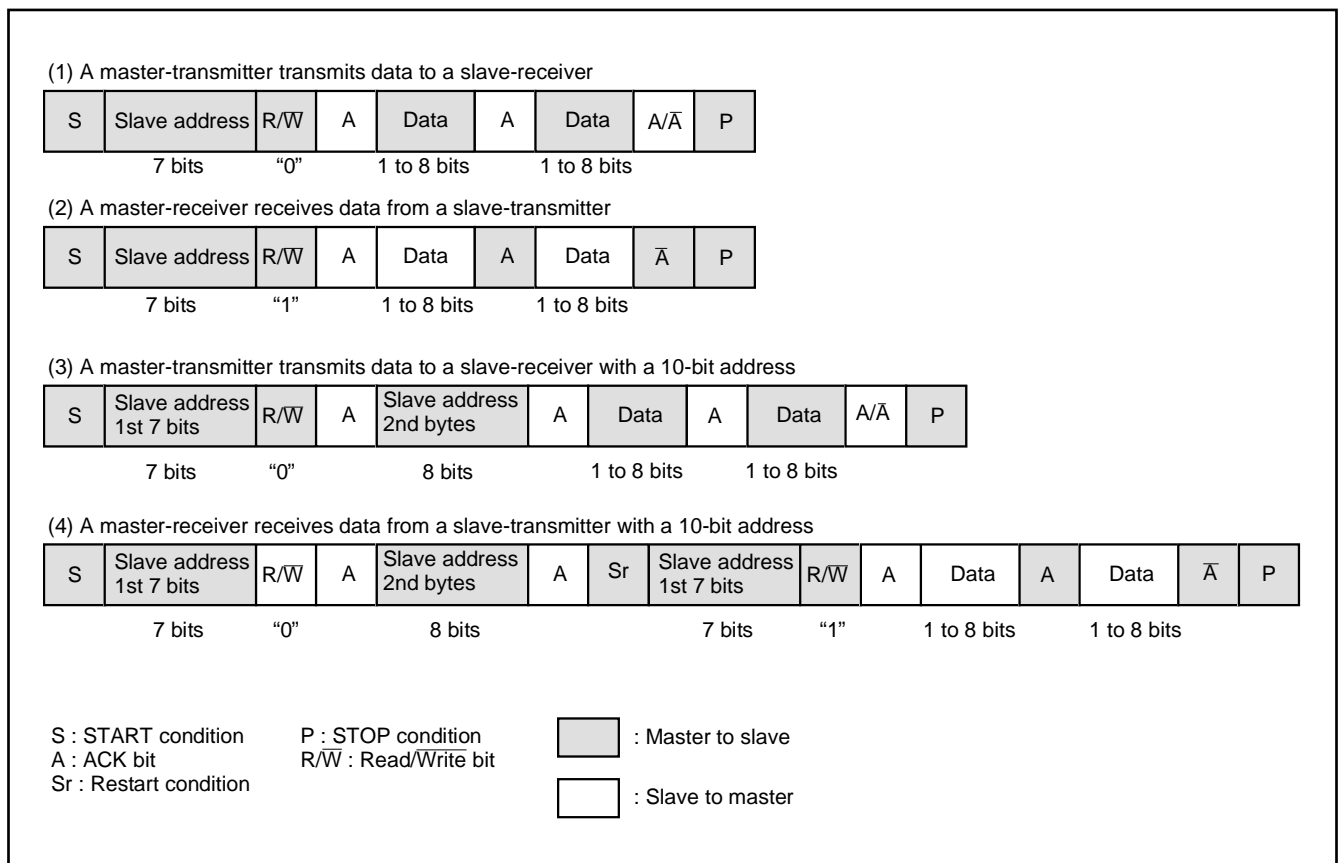 (1) A master-transmitter transmits data to a slave-receiver
S Slave address R/W̅ A Data A Data A/A̅ P
7 bits “0” 1 to 8 bits 1 to 8 bits
(2) A master-receiver receives data from a slave-transmitter
S Slave address R/W̅ A Data A Data A̅ P
7 bits “1” 1 to 8 bits 1 to 8 bits
(3) A master-transmitter transmits data to a slave-receiver with a 10-bit address
S Slave address 1st 7 bits R/W̅ A Slave address 2nd bytes A Data A Data A/A̅ P
7 bits “0” 8 bits 1 to 8 bits 1 to 8 bits
(4) A master-receiver receives data from a slave-transmitter with a 10-bit address
S Slave address 1st 7 bits R/W̅ A Slave address 2nd bytes A Sr Slave address 1st 7 bits R/W̅ A Data A Data A̅ P
7 bits “0” 8 bits 7 bits “1” 1 to 8 bits 1 to 8 bits
S : START condition P : STOP condition : Master to slave
A : ACK bit R/W̅ : Read/W̅r̅i̅t̅e̅ bit
Sr : Restart condition
: Slave to master